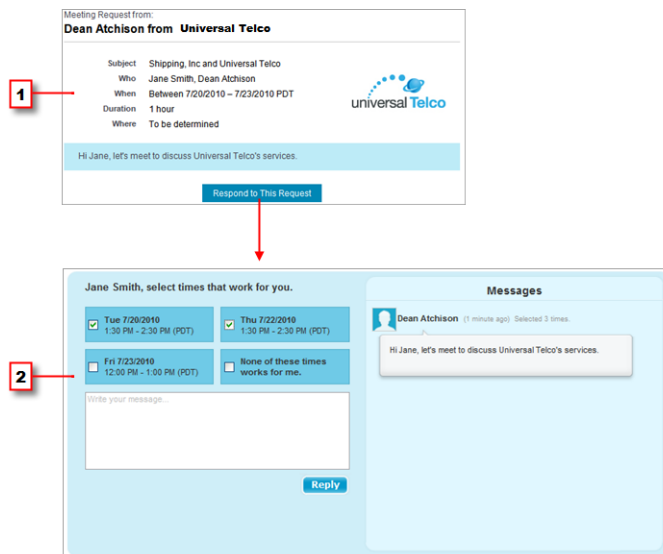 Meeting Request from:
Dean Atchison from Universal Telco
Subject Shipping, Inc and Universal Telco
Who Jane Smith, Dean Atchison
When Between 7/20/2010 – 7/23/2010 PDT
Duration 1 hour
Where To be determined
universal Telco
1
Hi Jane, let's meet to discuss Universal Telco's services.
Respond to This Request
Jane Smith, select times that work for you.
Tue 7/20/2010
1:30 PM - 2:30 PM (PDT)
Thu 7/22/2010
1:30 PM - 2:30 PM (PDT)
Fri 7/23/2010
12:00 PM - 1:00 PM (PDT)
None of these times
works for me.
2
Write your message...
Reply
Messages
Dean Atchison (1 minute ago) Selected 3 times.
Hi Jane, let's meet to discuss Universal Telco's services.